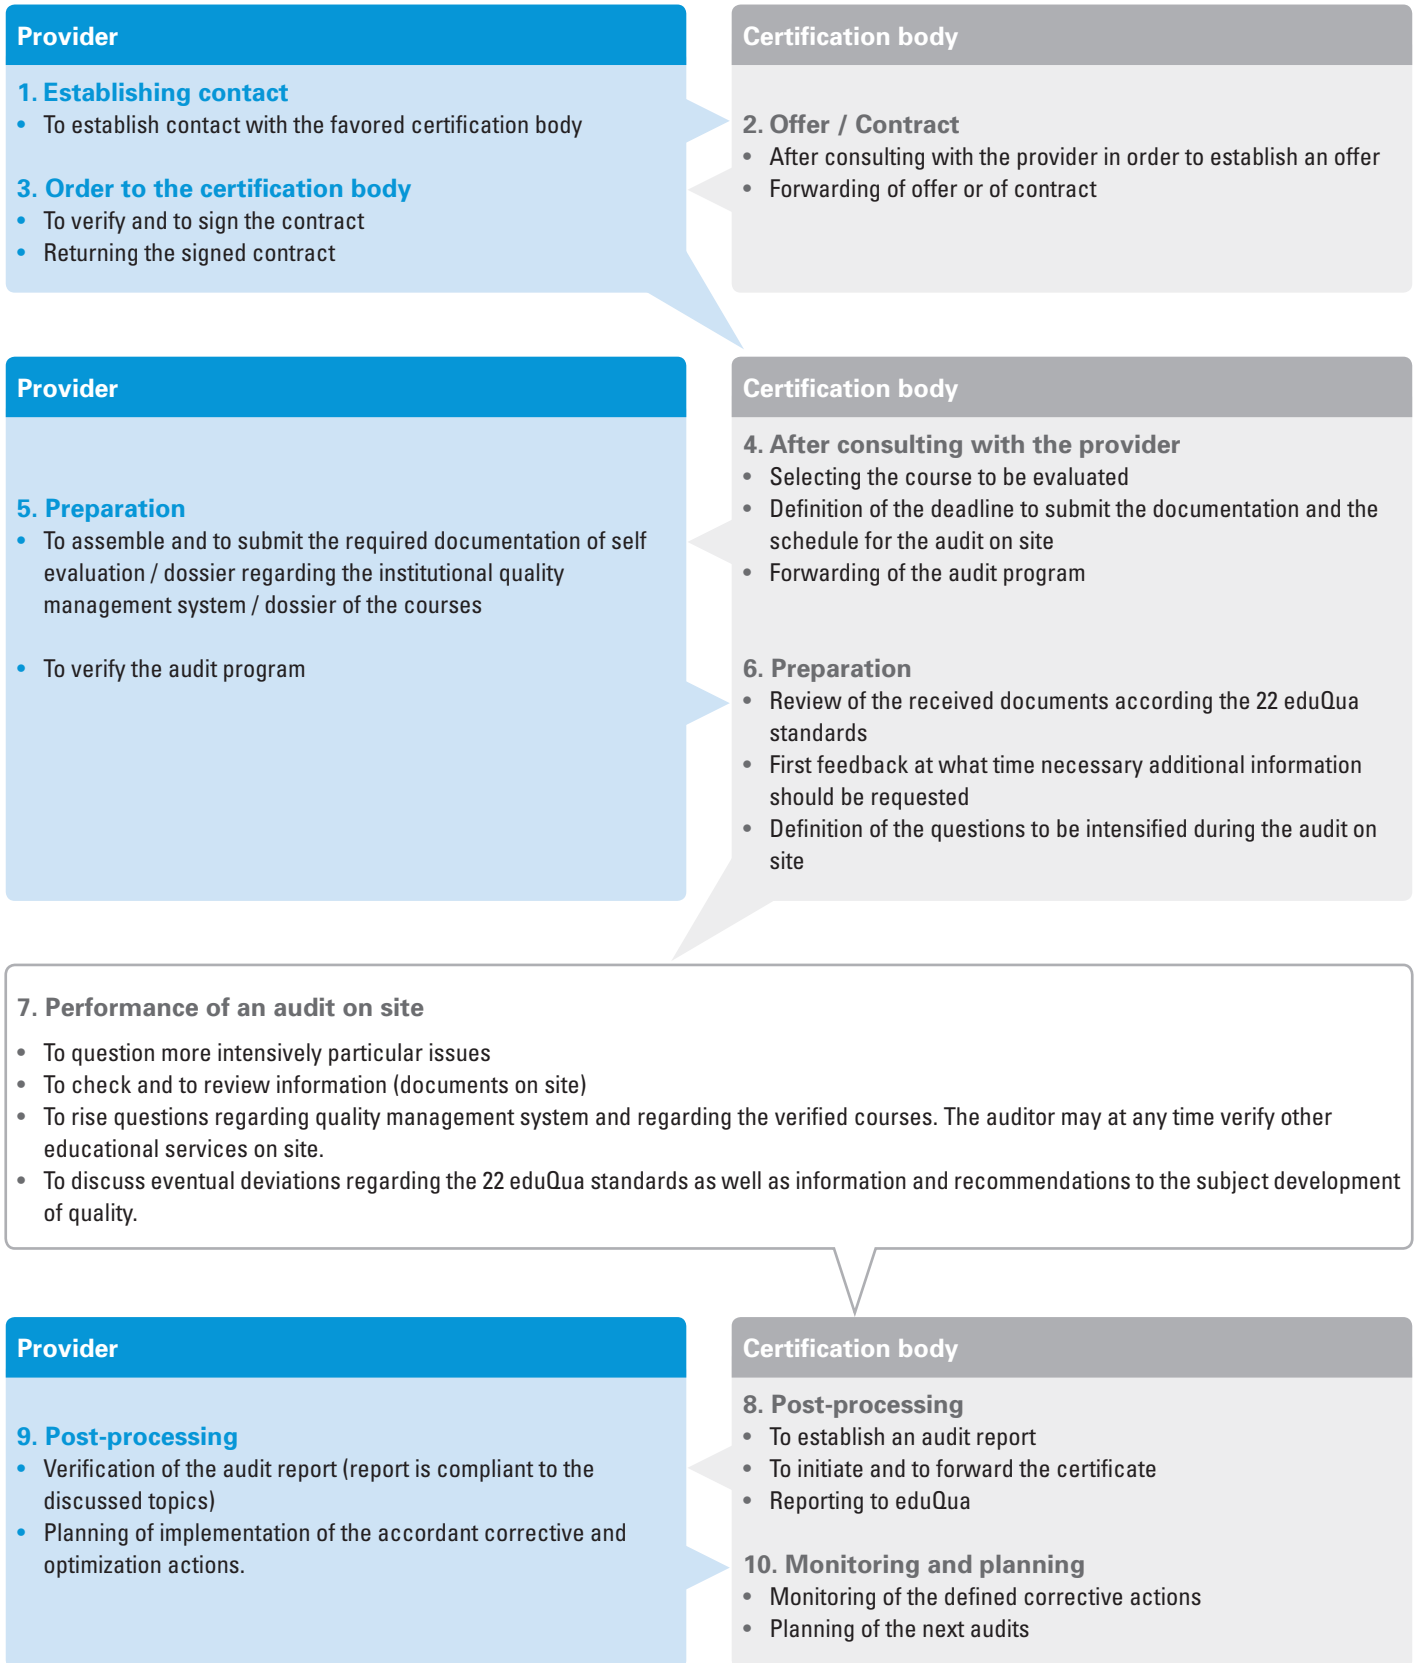 Provider
1. Establishing contact
• To establish contact with the favored certification body
3. Order to the certification body
• To verify and to sign the contract
• Returning the signed contract
Certification body
2. Offer / Contract
• After consulting with the provider in order to establish an offer
• Forwarding of offer or of contract
Provider
5. Preparation
• To assemble and to submit the required documentation of self
evaluation / dossier regarding the institutional quality
management system / dossier of the courses
• To verify the audit program
Certification body
4. After consulting with the provider
• Selecting the course to be evaluated
• Definition of the deadline to submit the documentation and the
schedule for the audit on site
• Forwarding of the audit program
6. Preparation
• Review of the received documents according the 22 eduQua
standards
• First feedback at what time necessary additional information
should be requested
• Definition of the questions to be intensified during the audit on
site
7. Performance of an audit on site
• To question more intensively particular issues
• To check and to review information (documents on site)
• To rise questions regarding quality management system and regarding the verified courses. The auditor may at any time verify other
educational services on site.
• To discuss eventual deviations regarding the 22 eduQua standards as well as information and recommendations to the subject development
of quality.
Provider
9. Post-processing
• Verification of the audit report (report is compliant to the
discussed topics)
• Planning of implementation of the accordant corrective and
optimization actions.
Certification body
8. Post-processing
• To establish an audit report
• To initiate and to forward the certificate
• Reporting to eduQua
10. Monitoring and planning
• Monitoring of the defined corrective actions
• Planning of the next audits